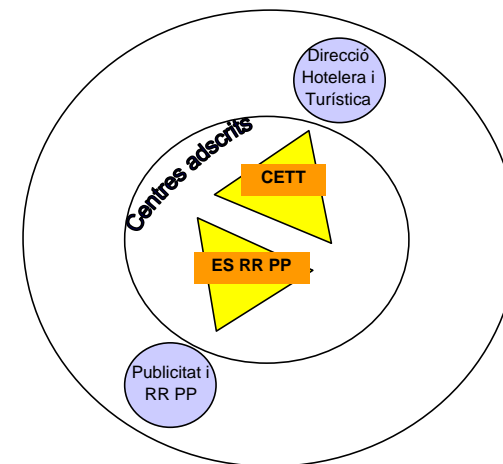 Direcció
Hotelera i
Turística
Centres adscrits
CETT
ES RR PP
Publicitat i
RR PP